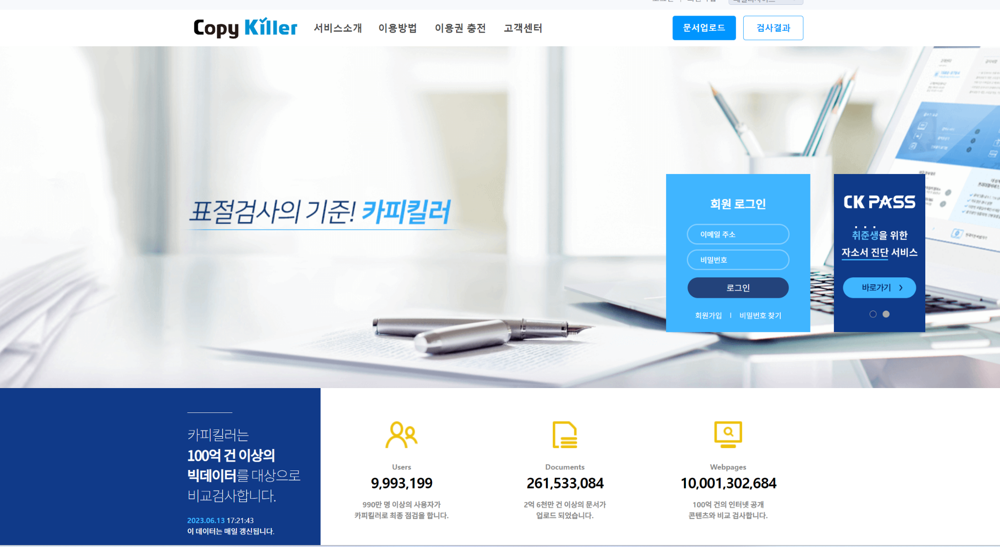 Copy Killer
서비스소개
이용방법
이용권 충전
고객센터
문서업로드
검사결과
표절검사의 기준! 카피킬러
회원 로그인
이메일 주소
비밀번호
로그인
회원가입 | 비밀번호 찾기
CK PASS
취준생을 위한
자소서 진단 서비스
바로가기
카피킬러는
100억 건 이상의
빅데이터를 대상으로
비교검사합니다.
2023.06.13 17:21:43
이 데이터는 매일 갱신됩니다.
Users
9,993,199
990만 명 이상의 사용자가
카피킬러로 최종 점검을 합니다.
Documents
261,533,084
2억 6천만 건 이상의 문서가
업로드 되었습니다.
Webpages
10,001,302,684
100억 건의 인터넷 공개
콘텐츠와 비교 검사합니다.